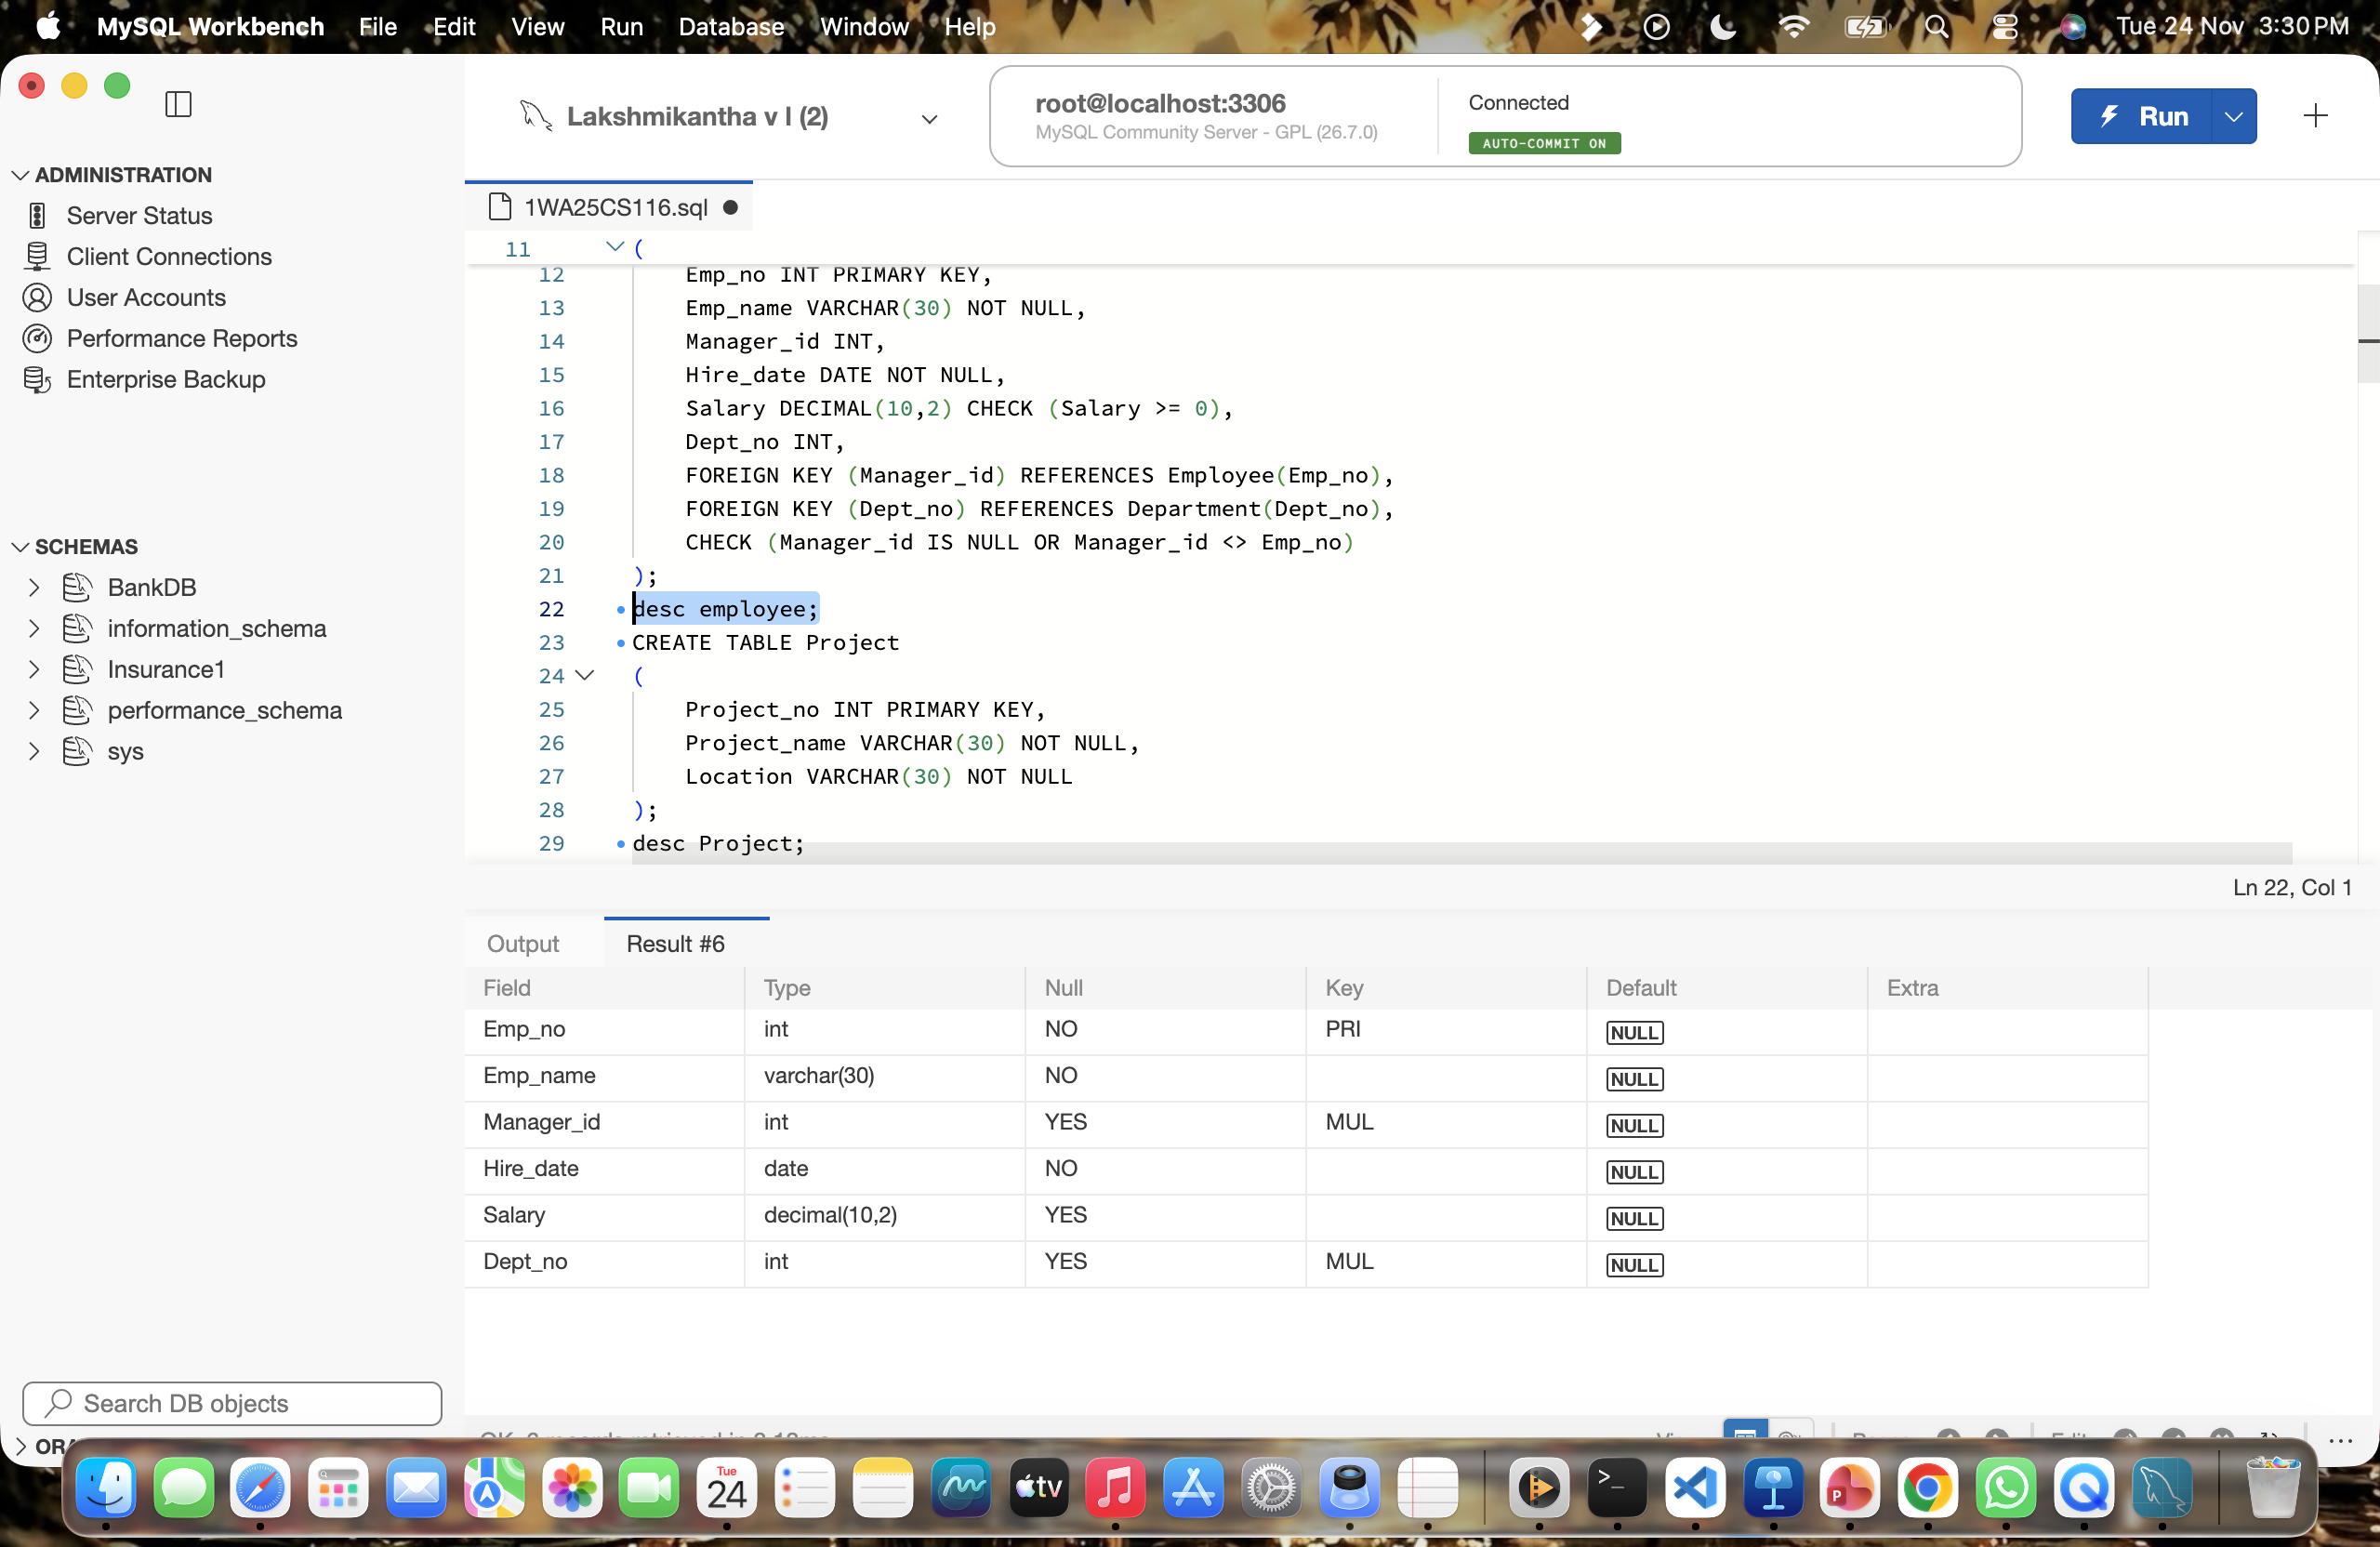 MySQL Workbench File Edit View Run Database Window Help Tue 24 Nov 3:30 PM
Lakshmikantha v l (2)
root@localhost:3306
MySQL Community Server - GPL (26.7.0)
Connected
AUTO-COMMIT ON
Run
ADMINISTRATION
Server Status
Client Connections
User Accounts
Performance Reports
Enterprise Backup
SCHEMAS
BankDB
information_schema
Insurance1
performance_schema
sys
Search DB objects
1WA25CS116.sql
11 (
12 Emp_no INT PRIMARY KEY,
13 Emp_name VARCHAR(30) NOT NULL,
14 Manager_id INT,
15 Hire_date DATE NOT NULL,
16 Salary DECIMAL(10,2) CHECK (Salary >= 0),
17 Dept_no INT,
18 FOREIGN KEY (Manager_id) REFERENCES Employee(Emp_no),
19 FOREIGN KEY (Dept_no) REFERENCES Department(Dept_no),
20 CHECK (Manager_id IS NULL OR Manager_id <> Emp_no)
21 );
22 desc employee;
23 CREATE TABLE Project
24 (
25 Project_no INT PRIMARY KEY,
26 Project_name VARCHAR(30) NOT NULL,
27 Location VARCHAR(30) NOT NULL
28 );
29 desc Project;
Ln 22, Col 1
Output Result #6
Field Type Null Key Default Extra
Emp_no int NO PRI NULL
Emp_name varchar(30) NO NULL
Manager_id int YES MUL NULL
Hire_date date NO NULL
Salary decimal(10,2) YES NULL
Dept_no int YES MUL NULL
Tue
24
tv
P